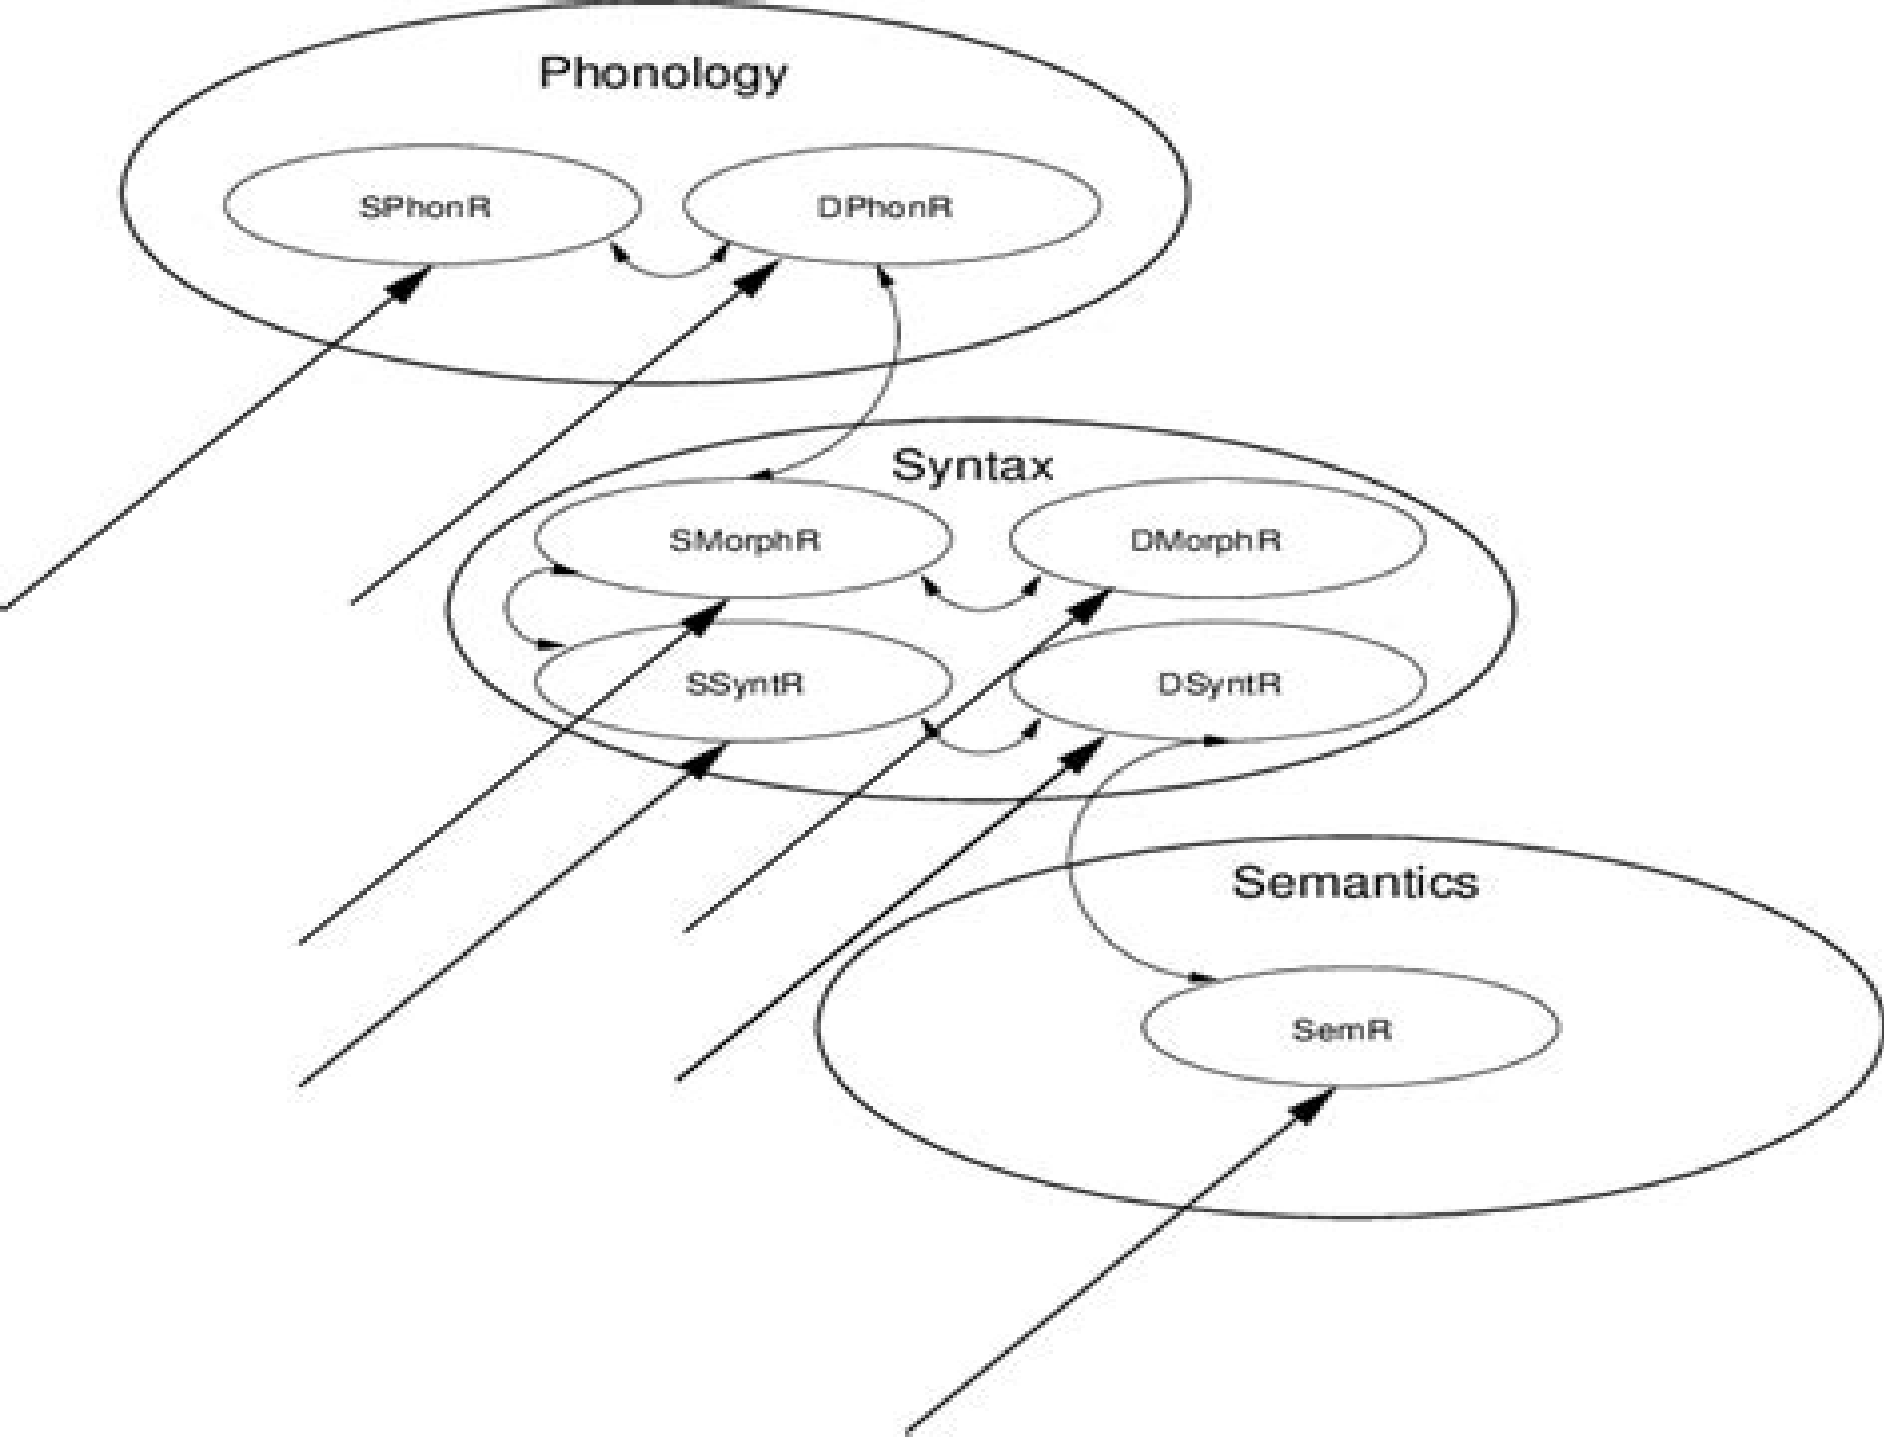 Phonology
SPhonR DPhonR
Syntax
SMorphR DMorphR
SSyntR DSyntR
Semantics
SemR